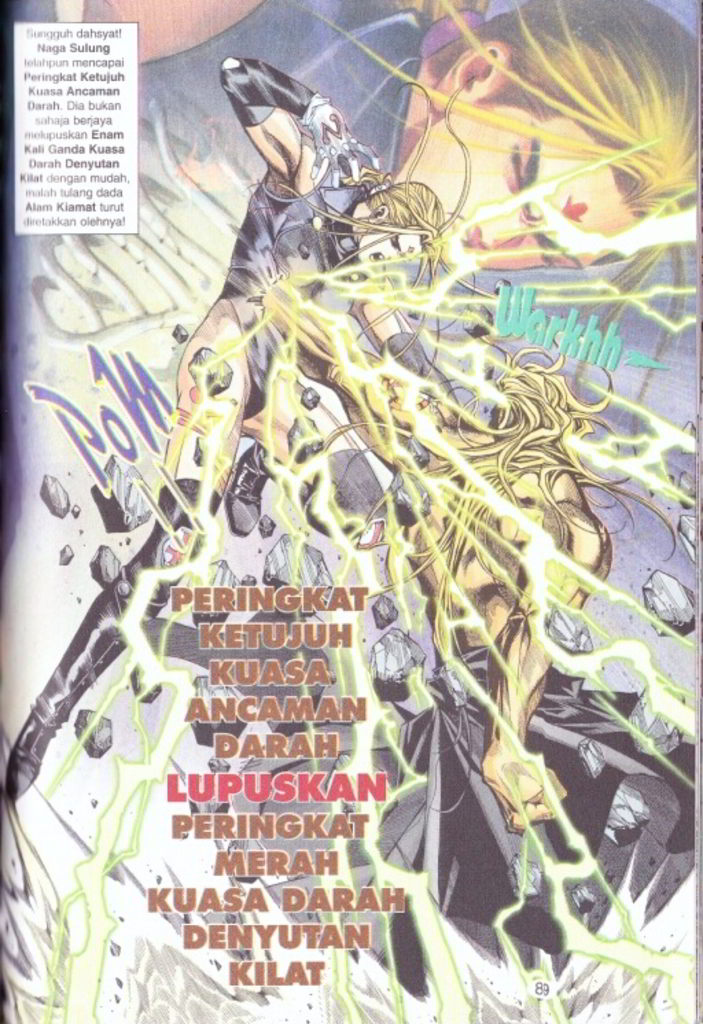 Sungguh dahsyat!
Naga Sulung
telahpun mencapai
Peringkat Ketujuh
Kuasa Ancaman
Darah. Dia bukan
sahaja berjaya
melupuskan Enam
Kali Ganda Kuasa
Darah Denyutan
Kilat dengan mudah,
malah tulang dada
Alam Kiamat turut
diretakkan olehnya!
Warkhh
POM
PERINGKAT
KETUJUH
KUASA
ANCAMAN
DARAH
LUPUSKAN
PERINGKAT
MERAH
KUASA DARAH
DENYUTAN
KILAT
89